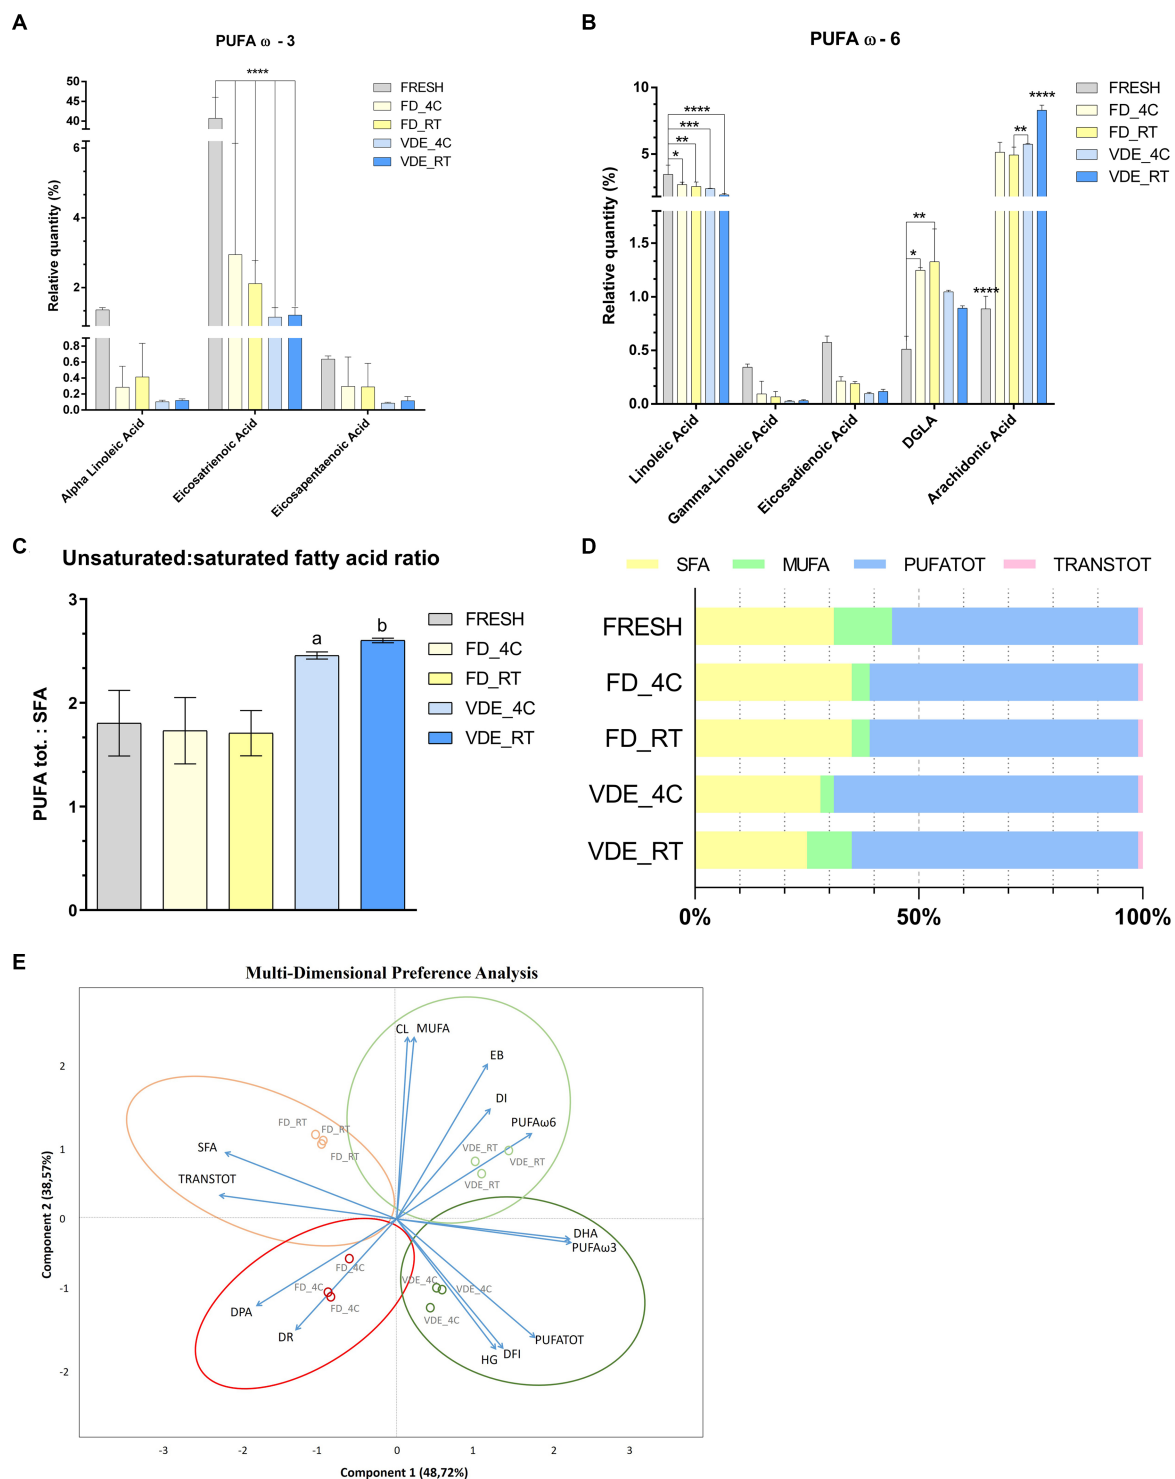 A
PUFA ω - 3
50
45
40
6
4
2
0.8
0.6
0.4
0.2
0.0
Relative quantity (%)
****
FRESH
FD_4C
FD_RT
VDE_4C
VDE_RT
Alpha Linoleic Acid
Eicosatrienoic Acid
Eicosapentaenoic Acid
B
PUFA ω - 6
10
5
1.5
1.0
0.5
0.0
Relative quantity (%)
****
***
**
*
**
*
****
**
****
FRESH
FD_4C
FD_RT
VDE_4C
VDE_RT
Linoleic Acid
Gamma-Linoleic Acid
Eicosadienoic Acid
DGLA
Arachidonic Acid
C
Unsaturated:saturated fatty acid ratio
3
2
1
0
PUFA tot. : SFA
a
b
FRESH
FD_4C
FD_RT
VDE_4C
VDE_RT
D
SFA MUFA PUFATOT TRANSTOT
FRESH
FD_4C
FD_RT
VDE_4C
VDE_RT
0% 50% 100%
E
Multi-Dimensional Preference Analysis
CL MUFA
EB
DI
PUFAω6
FD_RT
FD_RT
FD_RT
SFA
TRANSTOT
VDE_RT
VDE_RT
VDE_RT
DHA
PUFAω3
FD_4C
FD_4C
FD_4C
DPA
DR
VDE_4C
VDE_4C
VDE_4C
PUFATOT
DFI
HG
2
1
0
-1
-2
Component 2 (38,57%)
-3 -2 -1 0 1 2 3
Component 1 (48,72%)